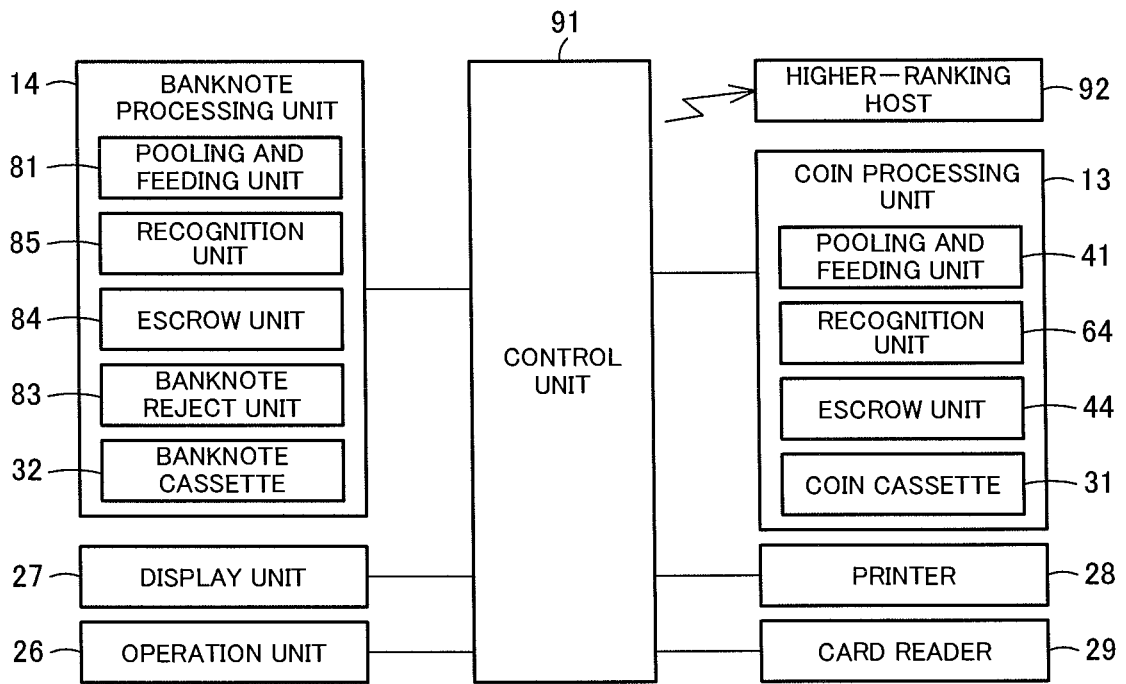 91
14
BANKNOTE
PROCESSING UNIT
81
POOLING AND
FEEDING UNIT
85
RECOGNITION
UNIT
84
ESCROW UNIT
83
BANKNOTE
REJECT UNIT
32
BANKNOTE
CASSETTE
27
DISPLAY UNIT
26
OPERATION UNIT
CONTROL
UNIT
HIGHER-RANKING
HOST
92
COIN PROCESSING
UNIT
13
POOLING AND
FEEDING UNIT
41
RECOGNITION
UNIT
64
ESCROW UNIT
44
COIN CASSETTE
31
PRINTER
28
CARD READER
29